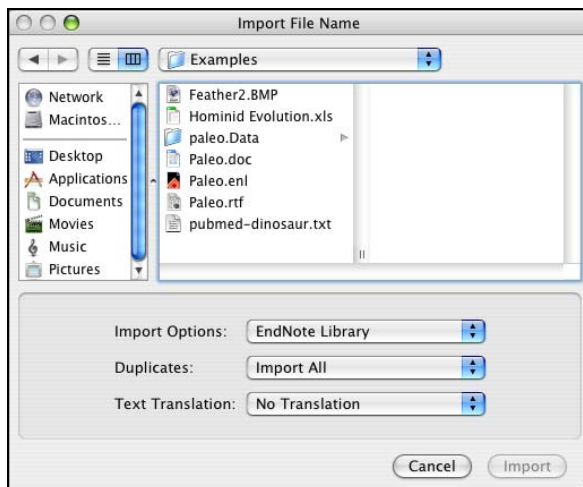 Import File Name
Examples
Network
Macintos...
Desktop
Applications
Documents
Movies
Music
Pictures
Feather2.BMP
Hominid Evolution.xls
paleo.Data
Paleo.doc
Paleo.enl
Paleo.rtf
pubmed-dinosaur.txt
Import Options: EndNote Library
Duplicates: Import All
Text Translation: No Translation
Cancel Import